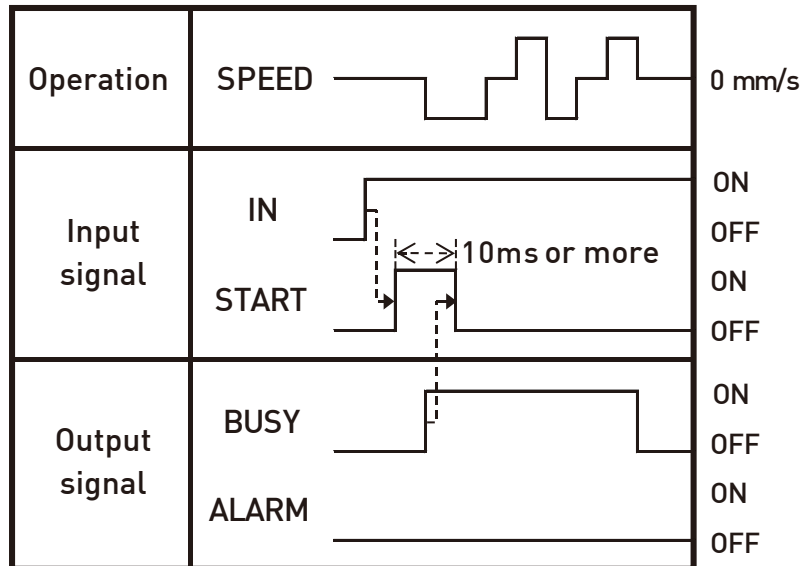 Operation
SPEED
0 mm/s
Input
signal
IN
ON
OFF
10ms or more
START
ON
OFF
Output
signal
BUSY
ON
OFF
ALARM
ON
OFF